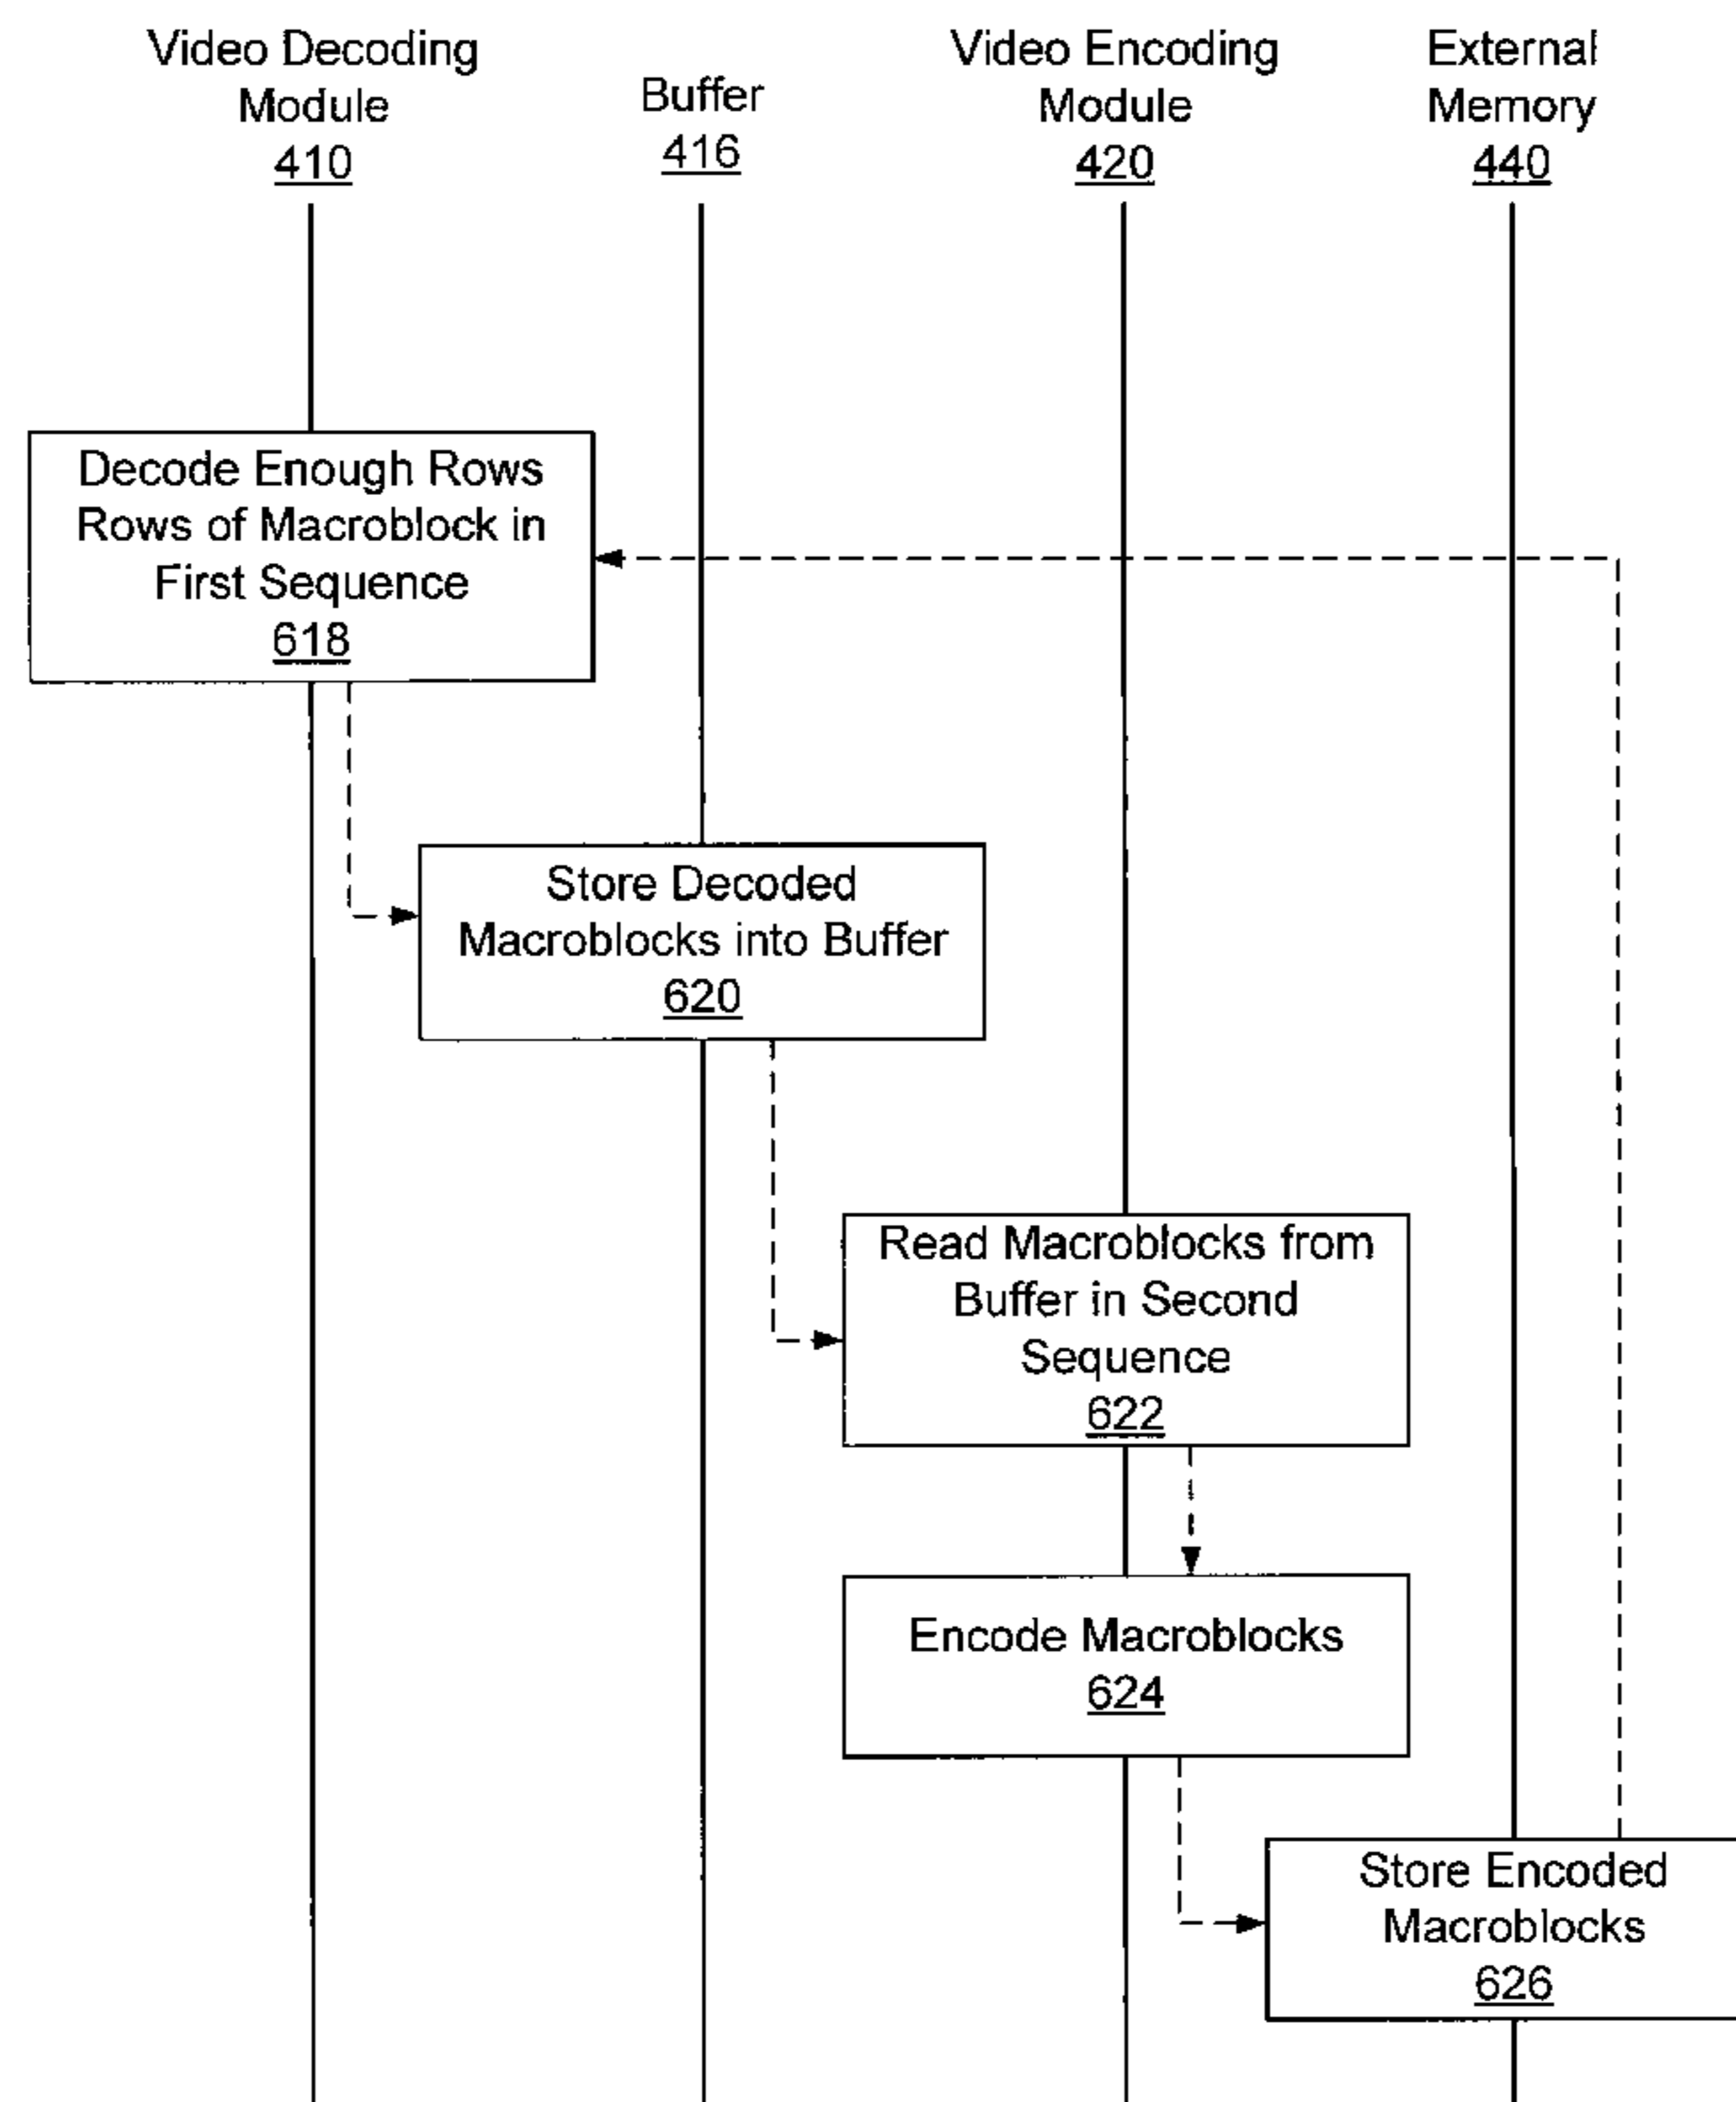 Video Decoding
Module
410
Buffer
416
Video Encoding
Module
420
External
Memory
440
Decode Enough Rows
Rows of Macroblock in
First Sequence
618
Store Decoded
Macroblocks into Buffer
620
Read Macroblocks from
Buffer in Second
Sequence
622
Encode Macroblocks
624
Store Encoded
Macroblocks
626